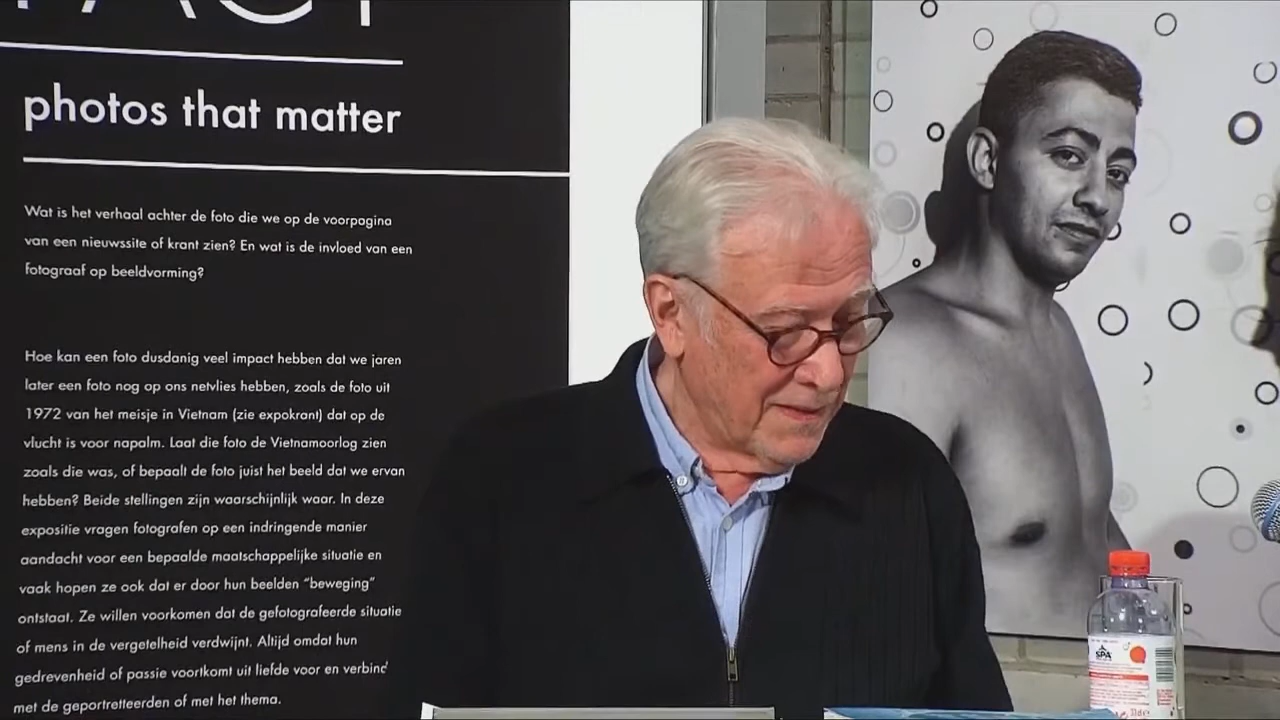 photos that matter
Wat is het verhaal achter de foto die we op de voorpagina
van een nieuwssite of krant zien? En wat is de invloed van een
fotograaf op beeldvorming?
Hoe kan een foto dusdanig veel impact hebben dat we jaren
later een foto nog op ons netvlies hebben, zoals de foto uit
1972 van het meisje in Vietnam (zie expokrant) dat op de
vlucht is voor napalm. Laat die foto de Vietnamoorlog zien
zoals die was, of bepaalt de foto juist het beeld dat we ervan
hebben? Beide stellingen zijn waarschijnlijk waar. In deze
expositie vragen fotografen op een indringende manier
aandacht voor een bepaalde maatschappelijke situatie en
vaak hopen ze ook dat er door hun beelden "beweging"
ontstaat. Ze willen voorkomen dat de gefotografeerde situatie
of mens in de vergetelheid verdwijnt. Altijd omdat hun
gedrevenheid of passie voortkomt uit liefde voor en
met de geportretteerden of met het thema.
SPA